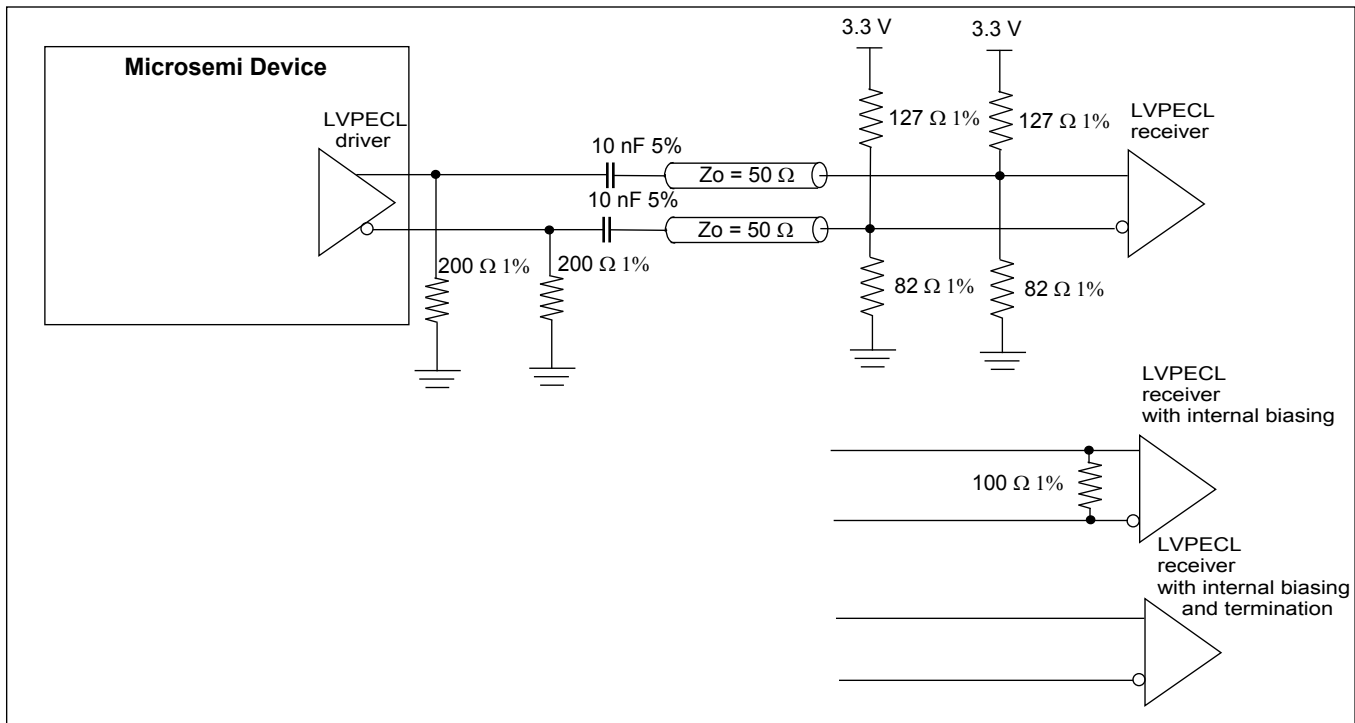 3.3 V
3.3 V
Microsemi Device
LVPECL
driver
127 Ω 1%
127 Ω 1%
LVPECL
receiver
10 nF 5%
Zo = 50 Ω
10 nF 5%
Zo = 50 Ω
200 Ω 1%
200 Ω 1%
82 Ω 1%
82 Ω 1%
LVPECL
receiver
with internal biasing
100 Ω 1%
LVPECL
receiver
with internal biasing
and termination